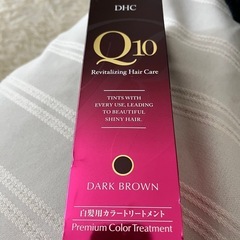 DHC
Q10
Revitalizing Hair Care
TINTS WITH
EVERY USE, LEADING
TO BEAUTIFUL
SHINY HAIR.
DARK BROWN
白髪用カラートリートメント
Premium Color Treatment